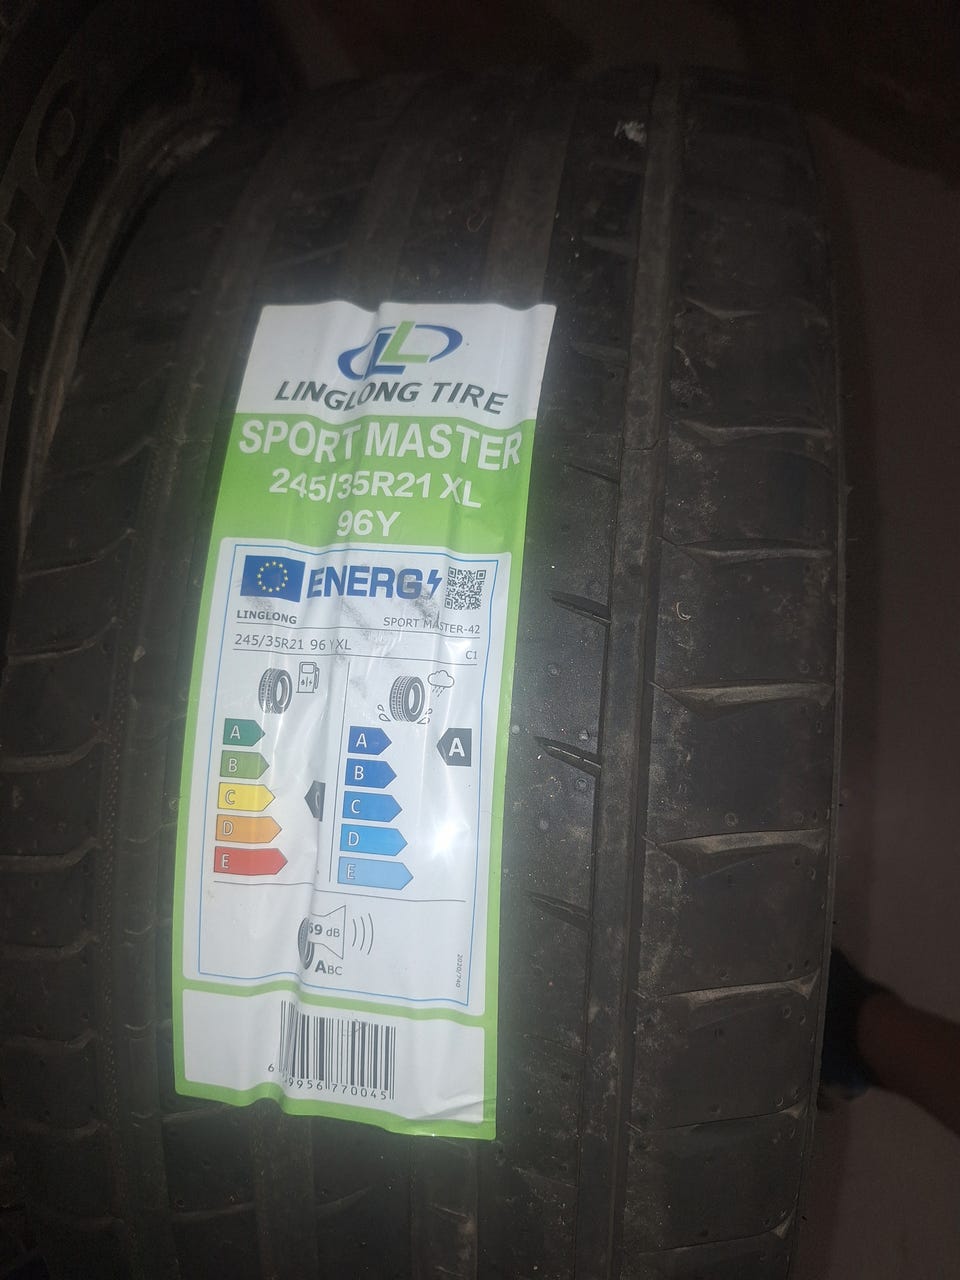 LINGLONG TIRE
SPORT MASTER
245/35R21 XL
96Y
ENERG
LINGLONG
SPORT MASTER-42
245/35R21 96 Y XL
C1
A
B
C
D
E
A
B
C
D
E
A
69 dB
ABC
2020/740